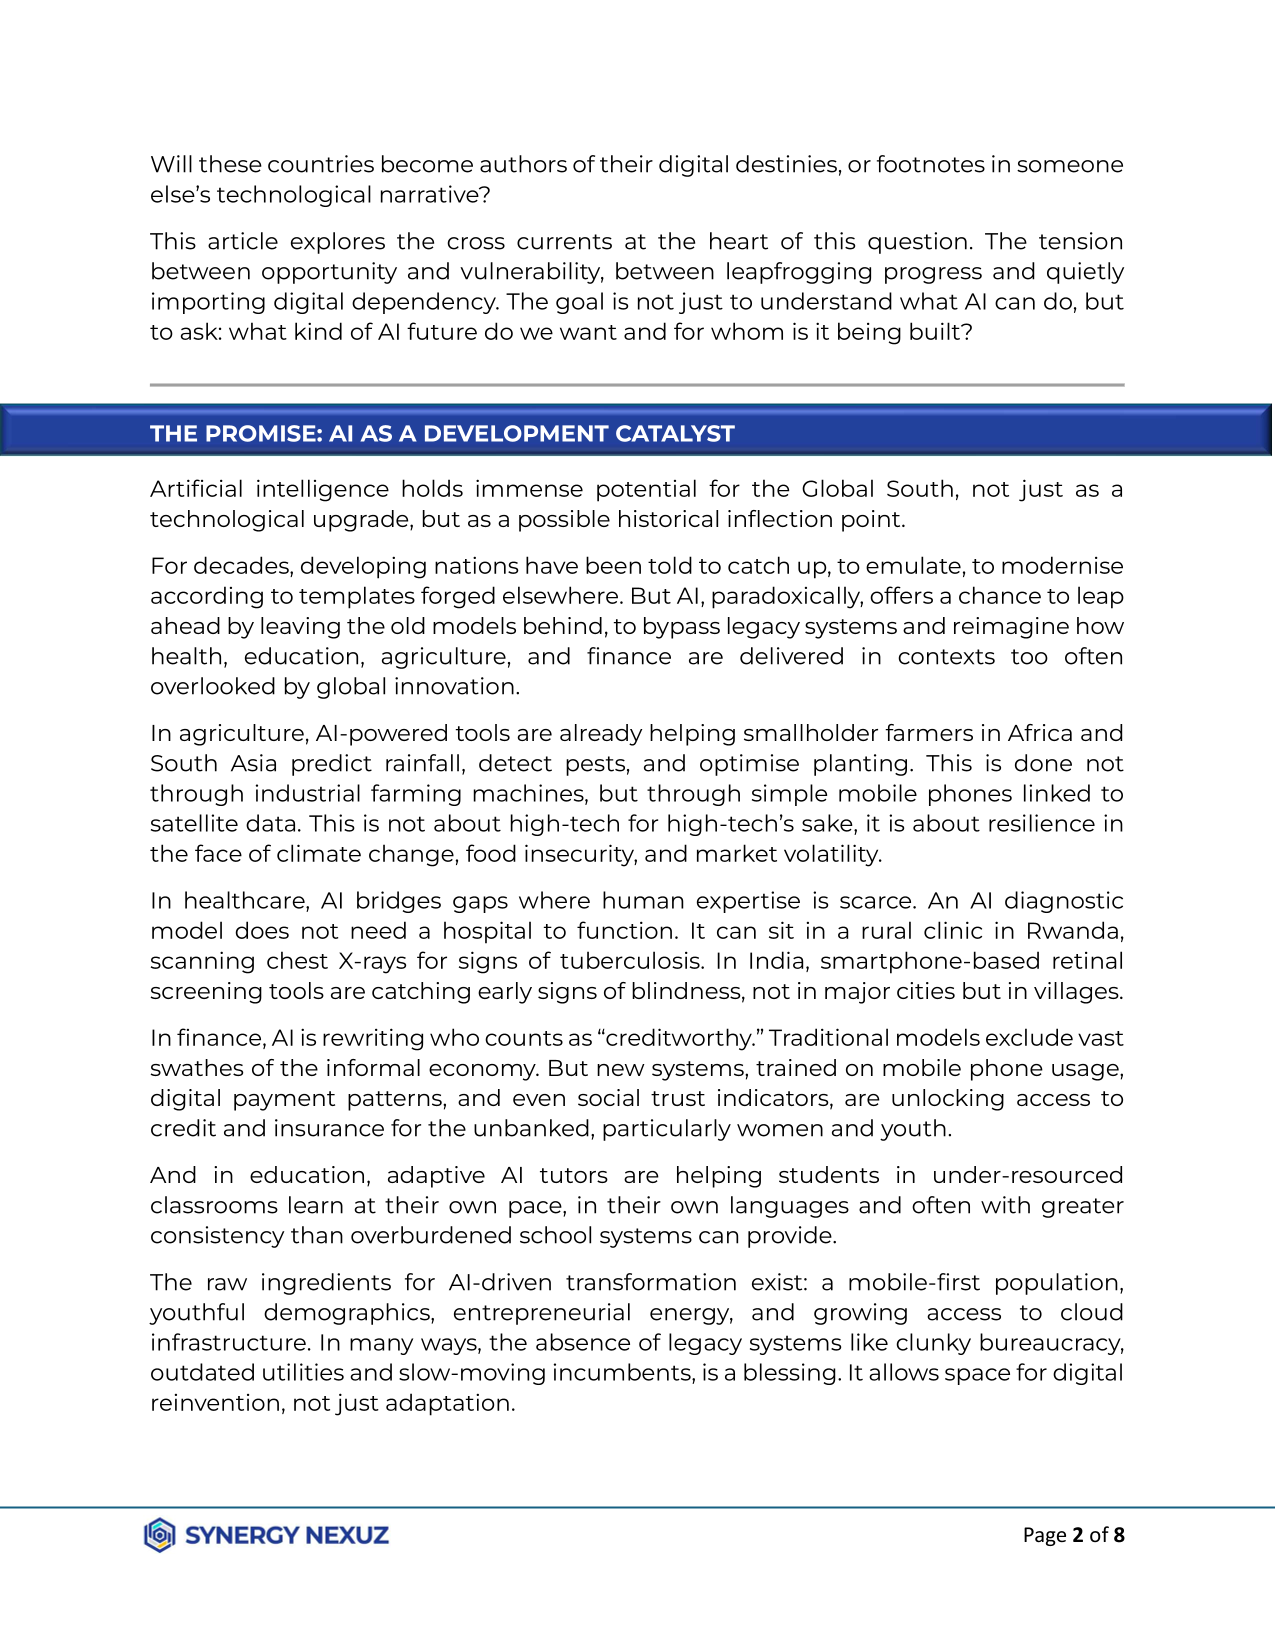 Will these countries become authors of their digital destinies, or footnotes in someone
else’s technological narrative?
This article explores the cross currents at the heart of this question. The tension
between opportunity and vulnerability, between leapfrogging progress and quietly
importing digital dependency. The goal is not just to understand what AI can do, but
to ask: what kind of AI future do we want and for whom is it being built?
THE PROMISE: AI AS A DEVELOPMENT CATALYST
Artificial intelligence holds immense potential for the Global South, not just as a
technological upgrade, but as a possible historical inflection point.
For decades, developing nations have been told to catch up, to emulate, to modernise
according to templates forged elsewhere. But AI, paradoxically, offers a chance to leap
ahead by leaving the old models behind, to bypass legacy systems and reimagine how
health, education, agriculture, and finance are delivered in contexts too often
overlooked by global innovation.
In agriculture, AI-powered tools are already helping smallholder farmers in Africa and
South Asia predict rainfall, detect pests, and optimise planting. This is done not
through industrial farming machines, but through simple mobile phones linked to
satellite data. This is not about high-tech for high-tech’s sake, it is about resilience in
the face of climate change, food insecurity, and market volatility.
In healthcare, AI bridges gaps where human expertise is scarce. An AI diagnostic
model does not need a hospital to function. It can sit in a rural clinic in Rwanda,
scanning chest X-rays for signs of tuberculosis. In India, smartphone-based retinal
screening tools are catching early signs of blindness, not in major cities but in villages.
In finance, AI is rewriting who counts as “creditworthy.” Traditional models exclude vast
swathes of the informal economy. But new systems, trained on mobile phone usage,
digital payment patterns, and even social trust indicators, are unlocking access to
credit and insurance for the unbanked, particularly women and youth.
And in education, adaptive AI tutors are helping students in under-resourced
classrooms learn at their own pace, in their own languages and often with greater
consistency than overburdened school systems can provide.
The raw ingredients for AI-driven transformation exist: a mobile-first population,
youthful demographics, entrepreneurial energy, and growing access to cloud
infrastructure. In many ways, the absence of legacy systems like clunky bureaucracy,
outdated utilities and slow-moving incumbents, is a blessing. It allows space for digital
reinvention, not just adaptation.
SYNERGY NEXUZ
Page 2 of 8